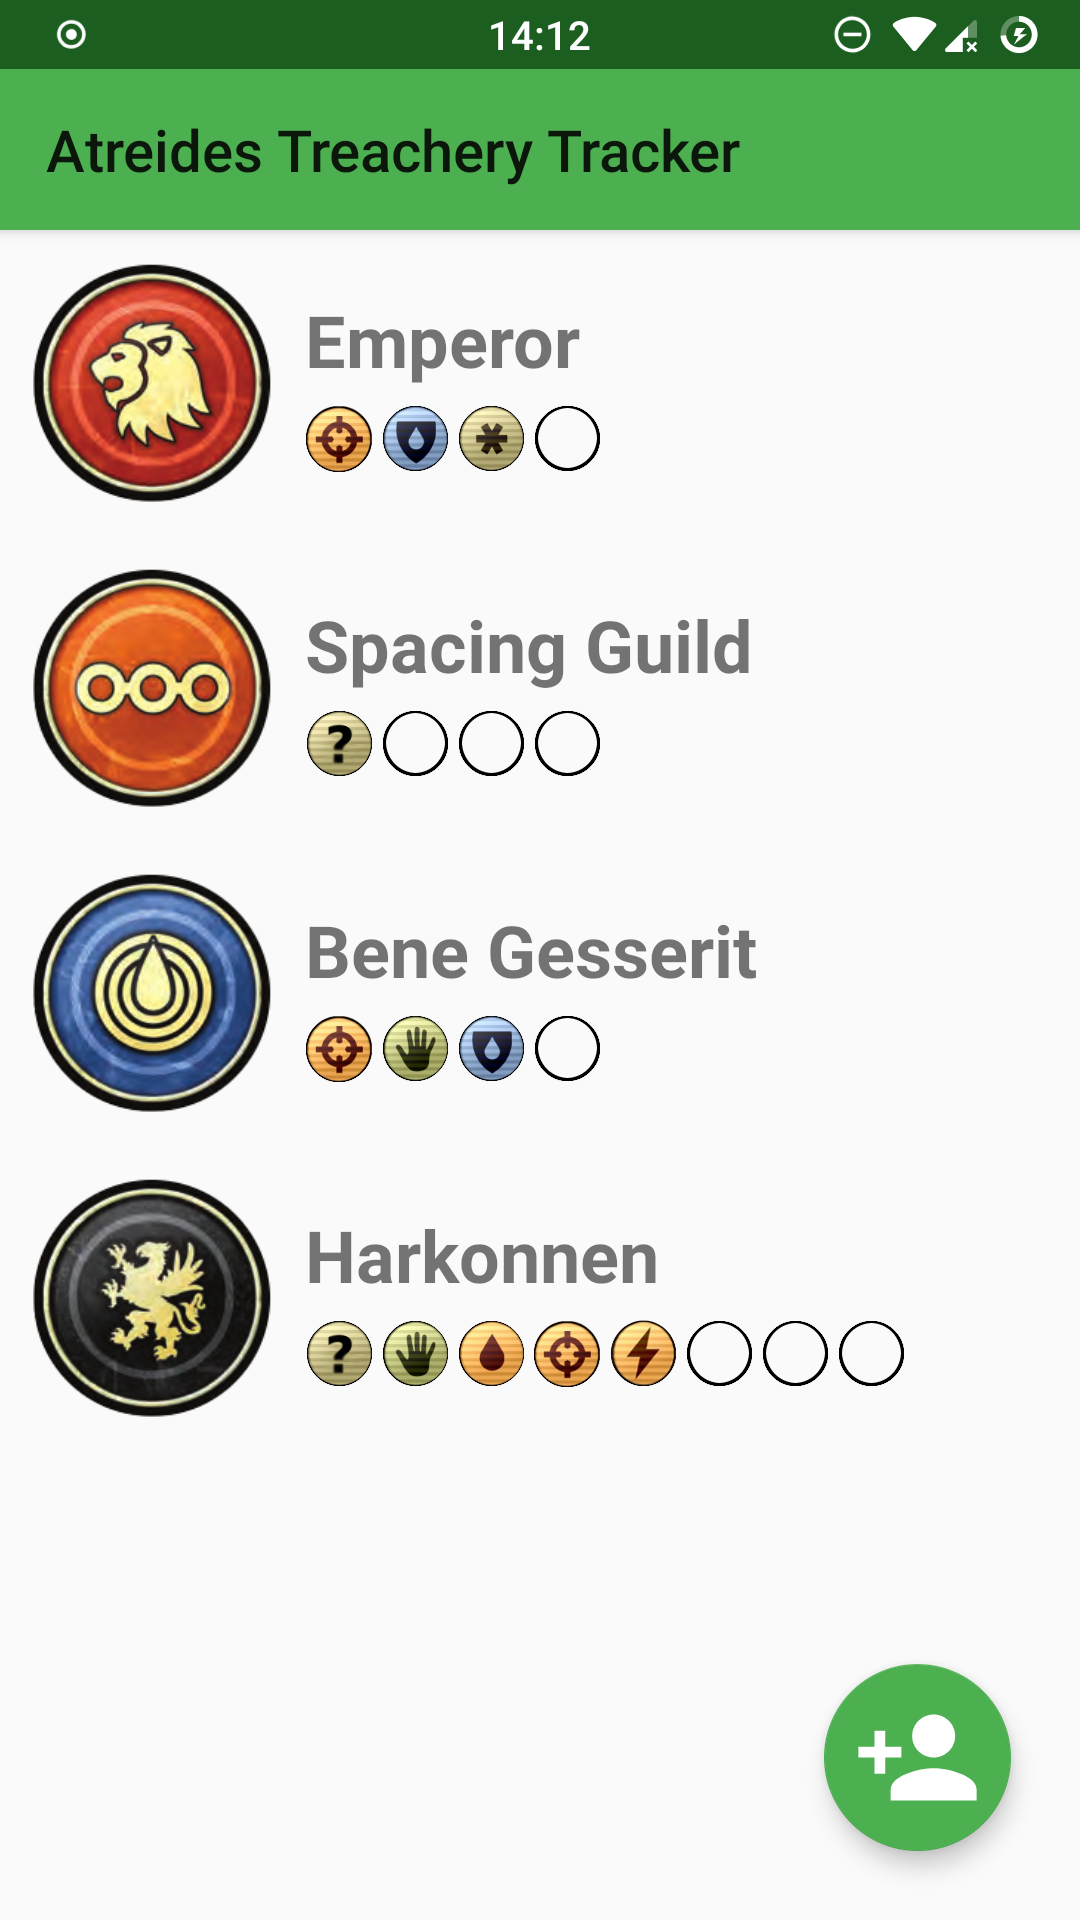 14:12
Atreides Treachery Tracker
Emperor
Spacing Guild
?
Bene Gesserit
Harkonnen
?